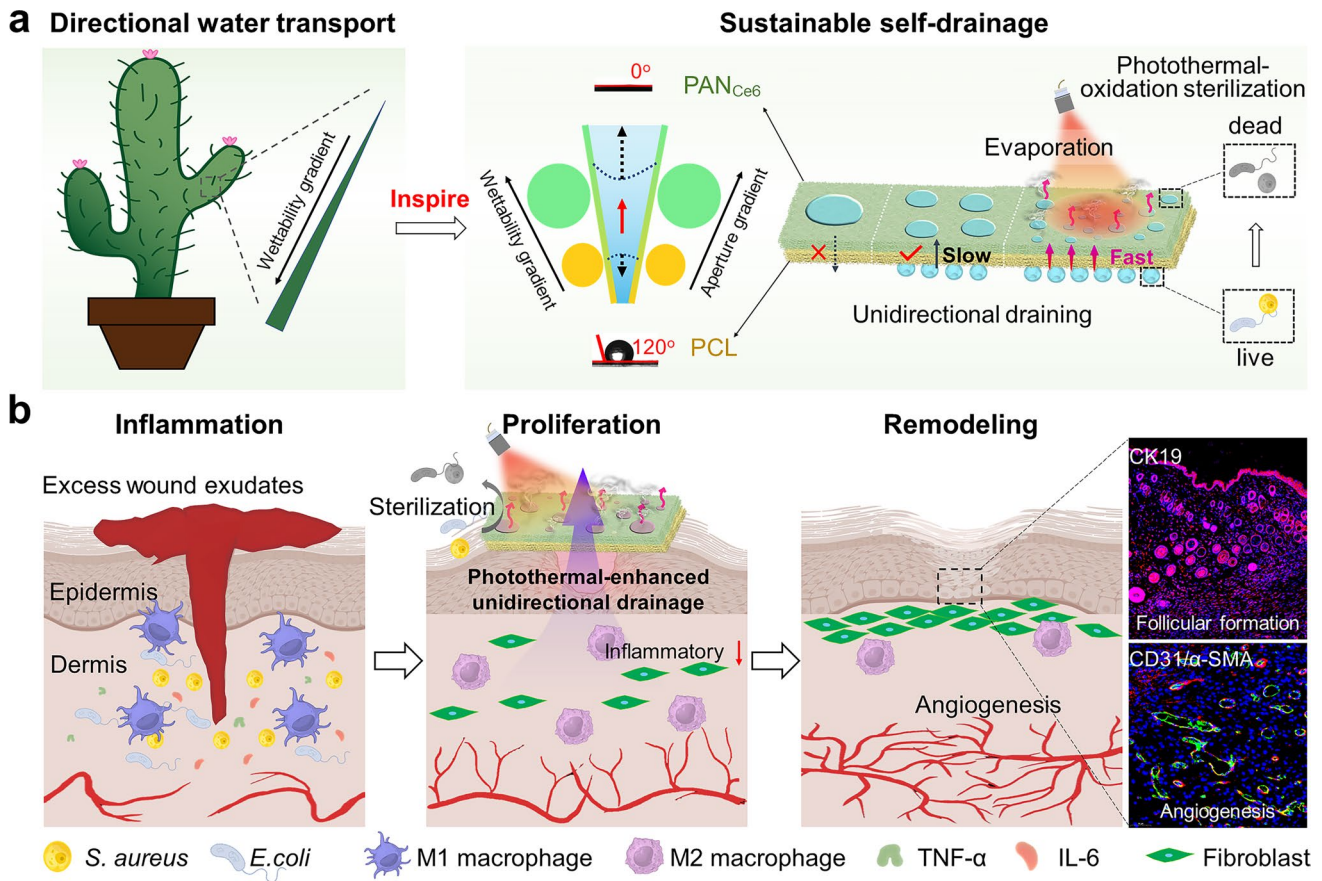 a
Directional water transport
Wettability gradient
Inspire
Sustainable self-drainage
0°
PANCe6
Wettability gradient
Aperture gradient
120°
PCL
Photothermal-
oxidation sterilization
Evaporation
dead
Slow
Fast
Unidirectional draining
live
b
Inflammation
Excess wound exudates
Epidermis
Dermis
Proliferation
Sterilization
Photothermal-enhanced
unidirectional drainage
Inflammatory
Remodeling
Angiogenesis
CK19
Follicular formation
CD31/α-SMA
Angiogenesis
S. aureus
E.coli
M1 macrophage
M2 macrophage
TNF-α
IL-6
Fibroblast